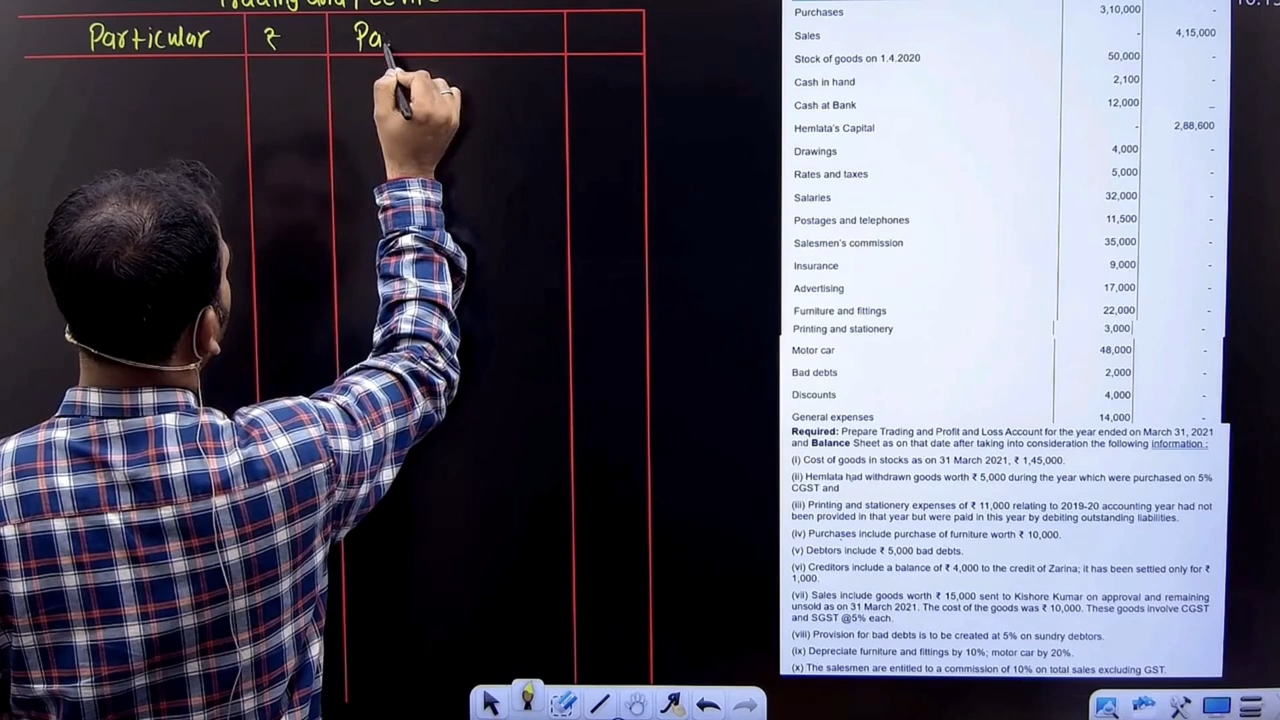 Particular ₹ Pa
Purchases 3,10,000 -
Sales - 4,15,000
Stock of goods on 1.4.2020 50,000 -
Cash in hand 2,100 -
Cash at Bank 12,000 _
Hemlata's Capital - 2,88,600
Drawings 4,000 -
Rates and taxes 5,000 -
Salaries 32,000 -
Postages and telephones 11,500 -
Salesmen's commission 35,000 -
Insurance 9,000 -
Advertising 17,000 -
Furniture and fittings 22,000 -
Printing and stationery 3,000 -
Motor car 48,000 -
Bad debts 2,000 -
Discounts 4,000 -
General expenses 14,000 -
Required: Prepare Trading and Profit and Loss Account for the year ended on March 31, 2021
and Balance Sheet as on that date after taking into consideration the following information :
(i) Cost of goods in stocks as on 31 March 2021, ₹ 1,45,000.
(ii) Hemlata had withdrawn goods worth ₹ 5,000 during the year which were purchased on 5%
CGST and
(iii) Printing and stationery expenses of ₹ 11,000 relating to 2019-20 accounting year had not
been provided in that year but were paid in this year by debiting outstanding liabilities.
(iv) Purchases include purchase of furniture worth ₹ 10,000.
(v) Debtors include ₹ 5,000 bad debts.
(vi) Creditors include a balance of ₹ 4,000 to the credit of Zarina; it has been settled only for ₹
1,000.
(vii) Sales include goods worth ₹ 15,000 sent to Kishore Kumar on approval and remaining
unsold as on 31 March 2021. The cost of the goods was ₹ 10,000. These goods involve CGST
and SGST @5% each.
(viii) Provision for bad debts is to be created at 5% on sundry debtors.
(ix) Depreciate furniture and fittings by 10%; motor car by 20%.
(x) The salesmen are entitled to a commission of 10% on total sales excluding GST.